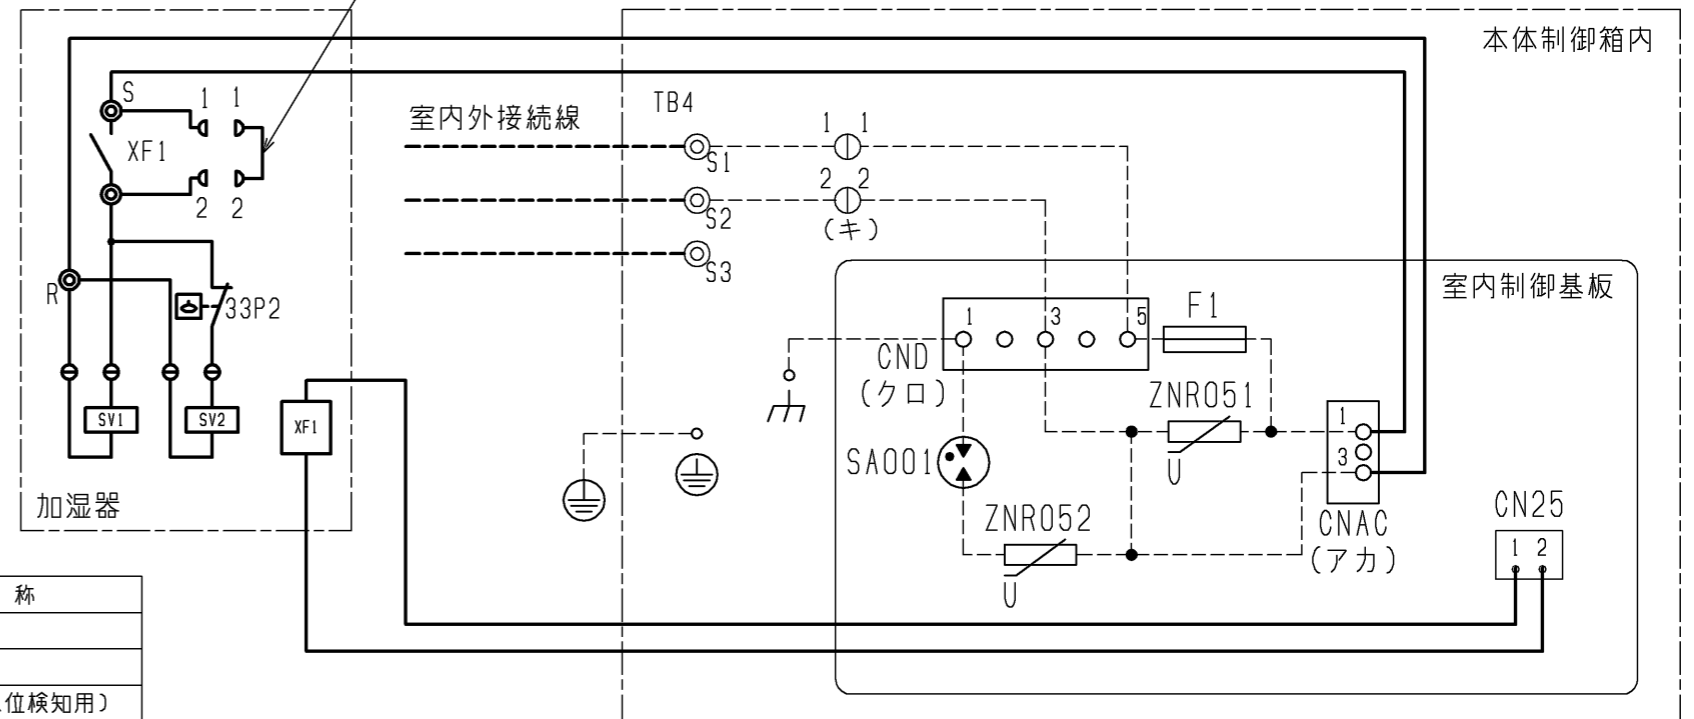 本体制御箱内
S
1 1
XF1
2 2
室内外接続線
TB4
S1
1 1
S2
2 2
(キ)
S3
R
33P2
室内制御基板
SV1
SV2
XF1
加湿器
1 3 5
F1
CND
(クロ)
ZNR051
U
SA001
ZNR052
U
1
3
CNAC
(アカ)
CN25
1 2
称
位検知用)